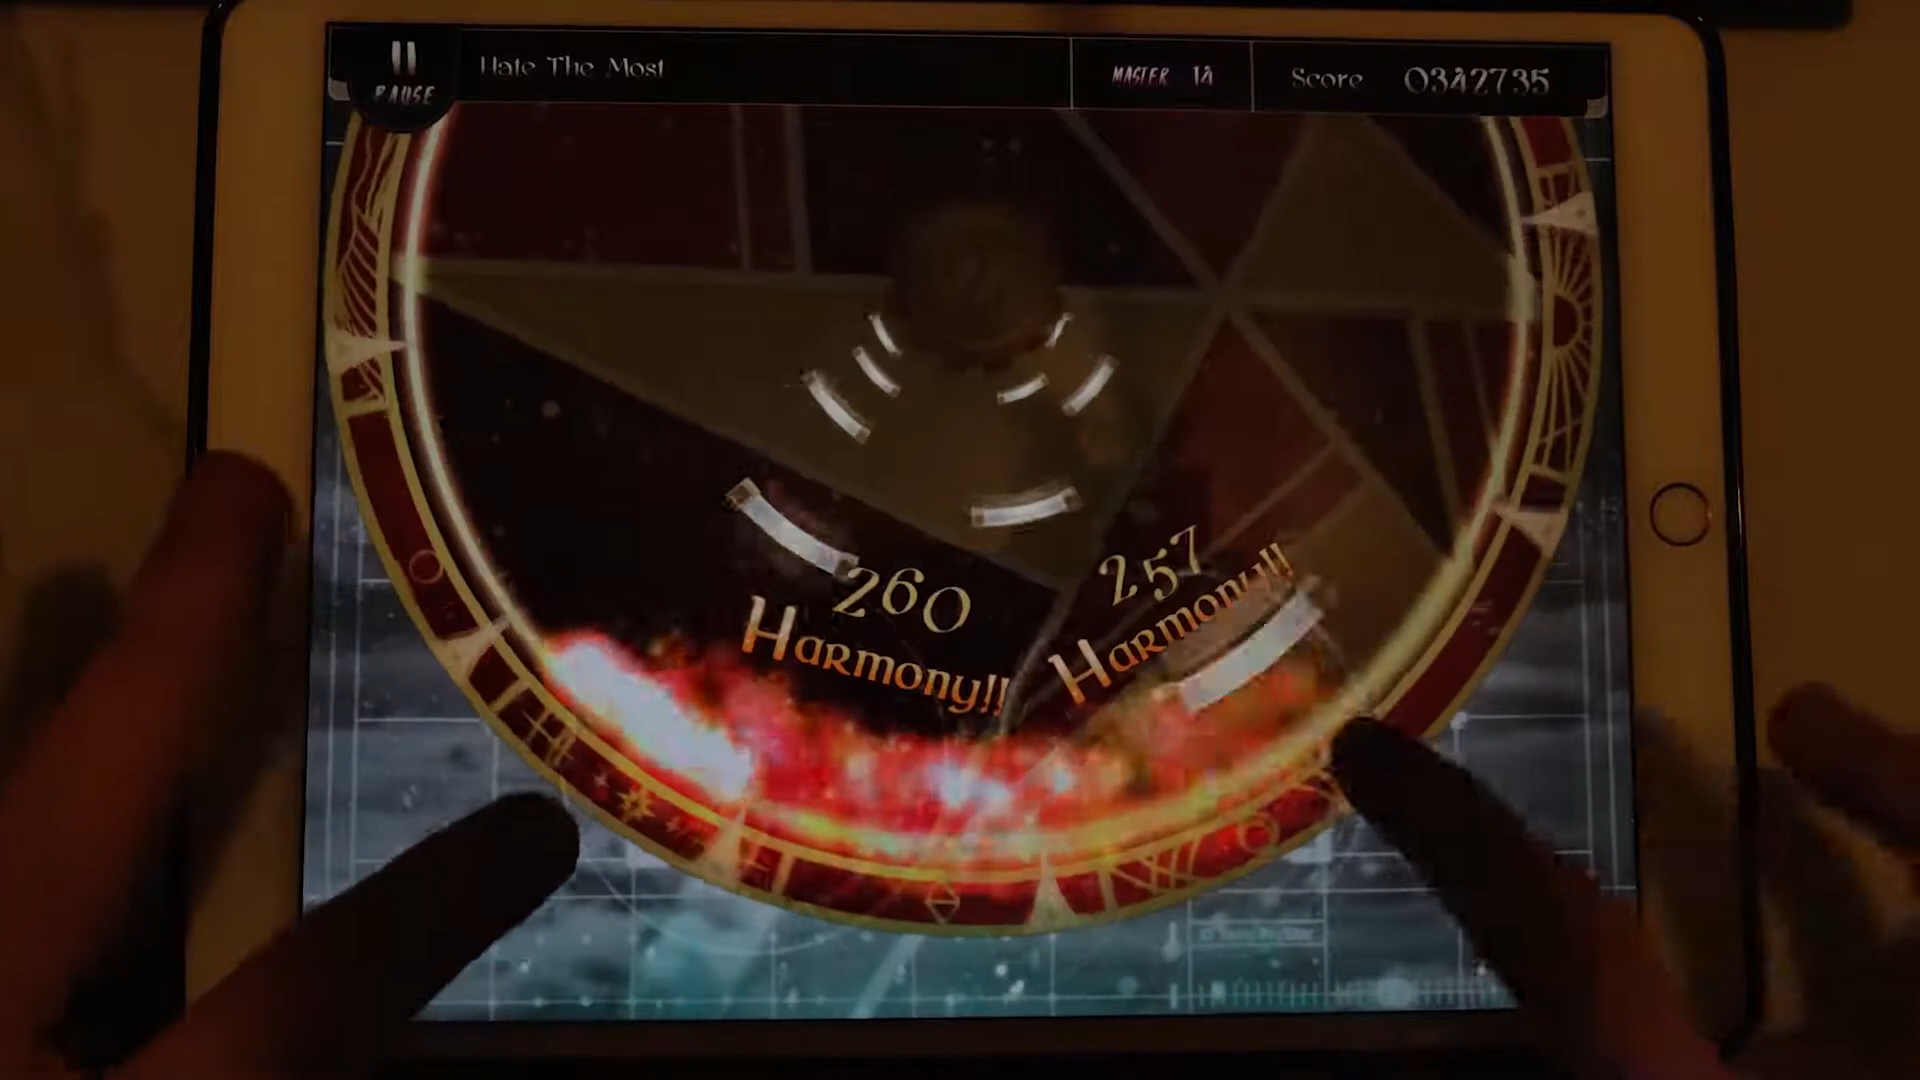 PAUSE
Hate The Most
MASTER 14
Score 0342735
260
Harmony!!
257
Harmony!!